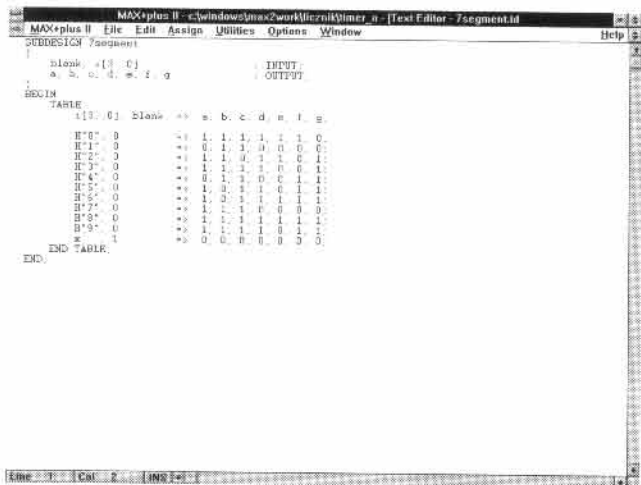 MAX+plus II - c:\windows\max2work\licznik\timer_n - [Text Editor - 7segment.tdf
MAX+plus II File Edit Assign Utilities Options Window Help
SUBDESIGN 7segment
(
blank, i[3..0] : INPUT;
a, b, c, d, e, f, g : OUTPUT;
)
BEGIN
TABLE
i[3..0], blank => a, b, c, d, e, f, g;
H"0", 0 => 1, 1, 1, 1, 1, 1, 0;
H"1", 0 => 0, 1, 1, 0, 0, 0, 0;
H"2", 0 => 1, 1, 0, 1, 1, 0, 1;
H"3", 0 => 1, 1, 1, 1, 0, 0, 1;
H"4", 0 => 0, 1, 1, 0, 0, 1, 1;
H"5", 0 => 1, 0, 1, 1, 0, 1, 1;
H"6", 0 => 1, 0, 1, 1, 1, 1, 1;
H"7", 0 => 1, 1, 1, 0, 0, 0, 0;
H"8", 0 => 1, 1, 1, 1, 1, 1, 1;
H"9", 0 => 1, 1, 1, 1, 0, 1, 1;
x, 1 => 0, 0, 0, 0, 0, 0, 0;
END TABLE;
END;
Line 1 Col 2 INS